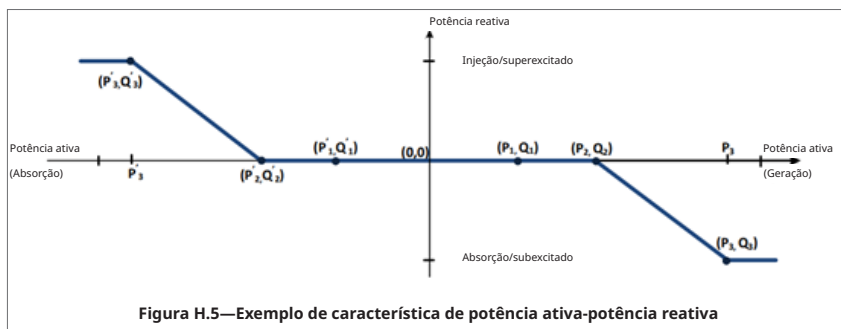 Potência reativa
Injeção/superexcitado
(P´3,Q´3)
Potência ativa
(Absorção)
P´3
(P´2,Q´2)
(P´1,Q´1)
(0,0)
(P1, Q1)
(P2, Q2)
P3
Potência ativa
(Geração)
(P3, Q3)
Absorção/subexcitado
Figura H.5—Exemplo de característica de potência ativa-potência reativa